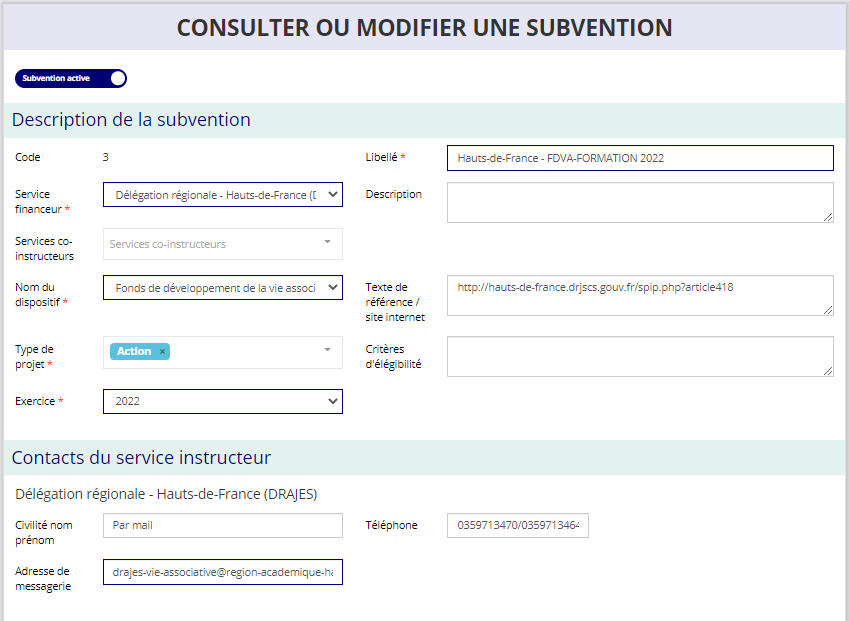 CONSULTER OU MODIFIER UNE SUBVENTION
Subvention active
Description de la subvention
Code
3
Libellé *
Hauts-de-France - FDVA-FORMATION 2022
Service
financeur *
Délégation régionale - Hauts-de-France (D
Description
Services co-
instructeurs
Services co-instructeurs
Nom du
dispositif *
Fonds de développement de la vie associ
Texte de
référence /
site internet
http://hauts-de-france.drjscs.gouv.fr/spip.php?article418
Type de
projet *
Action ×
Critères
d'élégibilité
Exercice *
2022
Contacts du service instructeur
Délégation régionale - Hauts-de-France (DRAJES)
Civilité nom
prénom
Par mail
Téléphone
0359713470/0359713464
Adresse de
messagerie
drajes-vie-associative@region-academique-ha